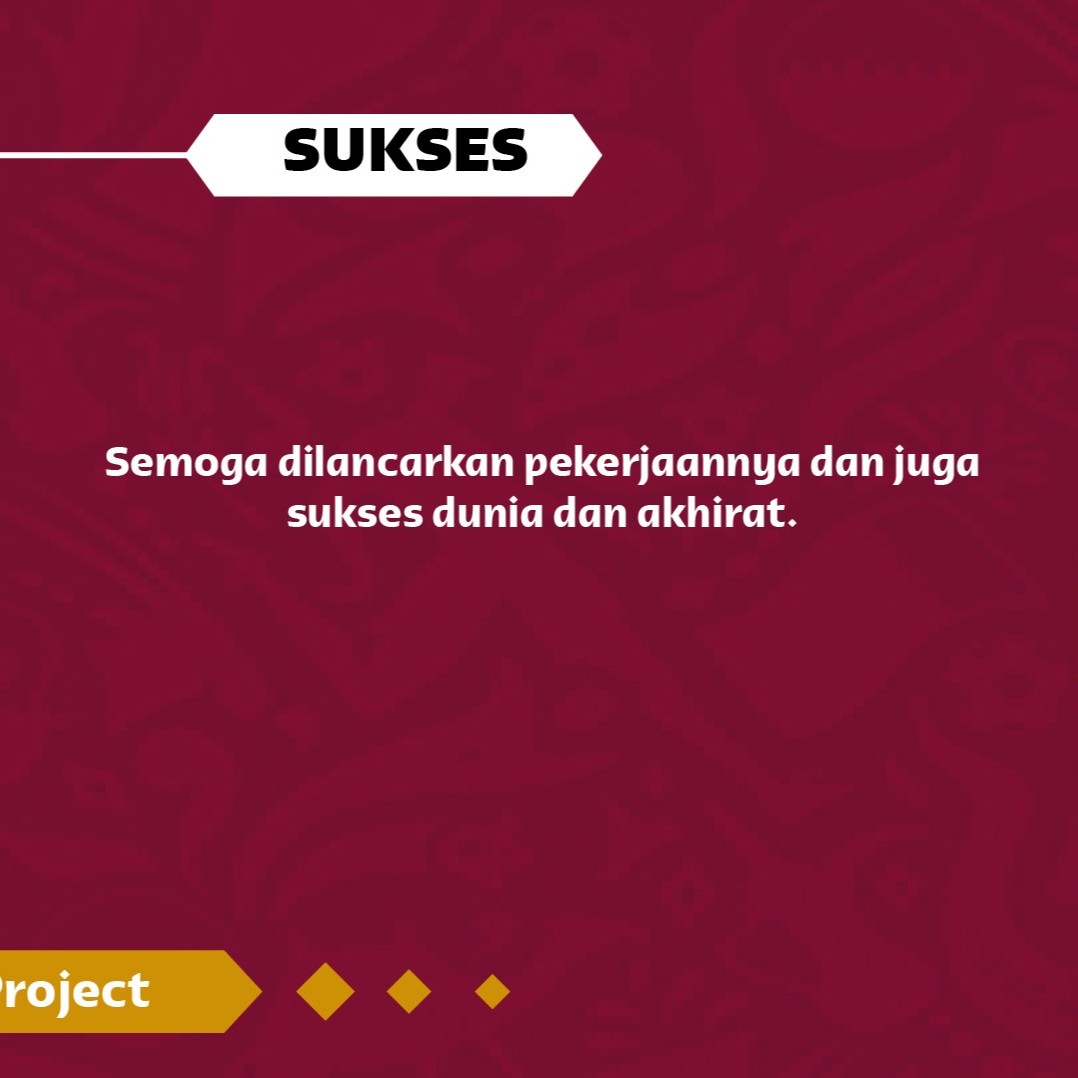 SUKSES
Semoga dilancarkan pekerjaannya dan juga
sukses dunia dan akhirat.
Project